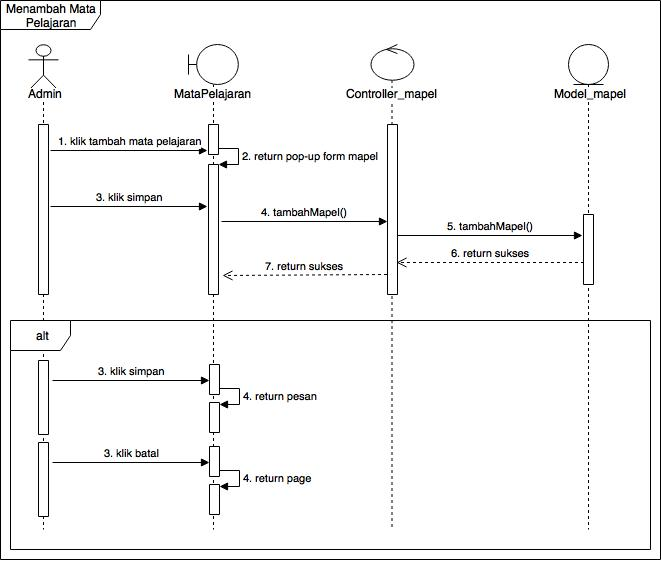 Menambah Mata
Pelajaran
Admin
MataPelajaran
Controller_mapel
Model_mapel
1. klik tambah mata pelajaran
2. return pop-up form mapel
3. klik simpan
4. tambahMapel()
5. tambahMapel()
6. return sukses
7. return sukses
alt
3. klik simpan
4. return pesan
3. klik batal
4. return page